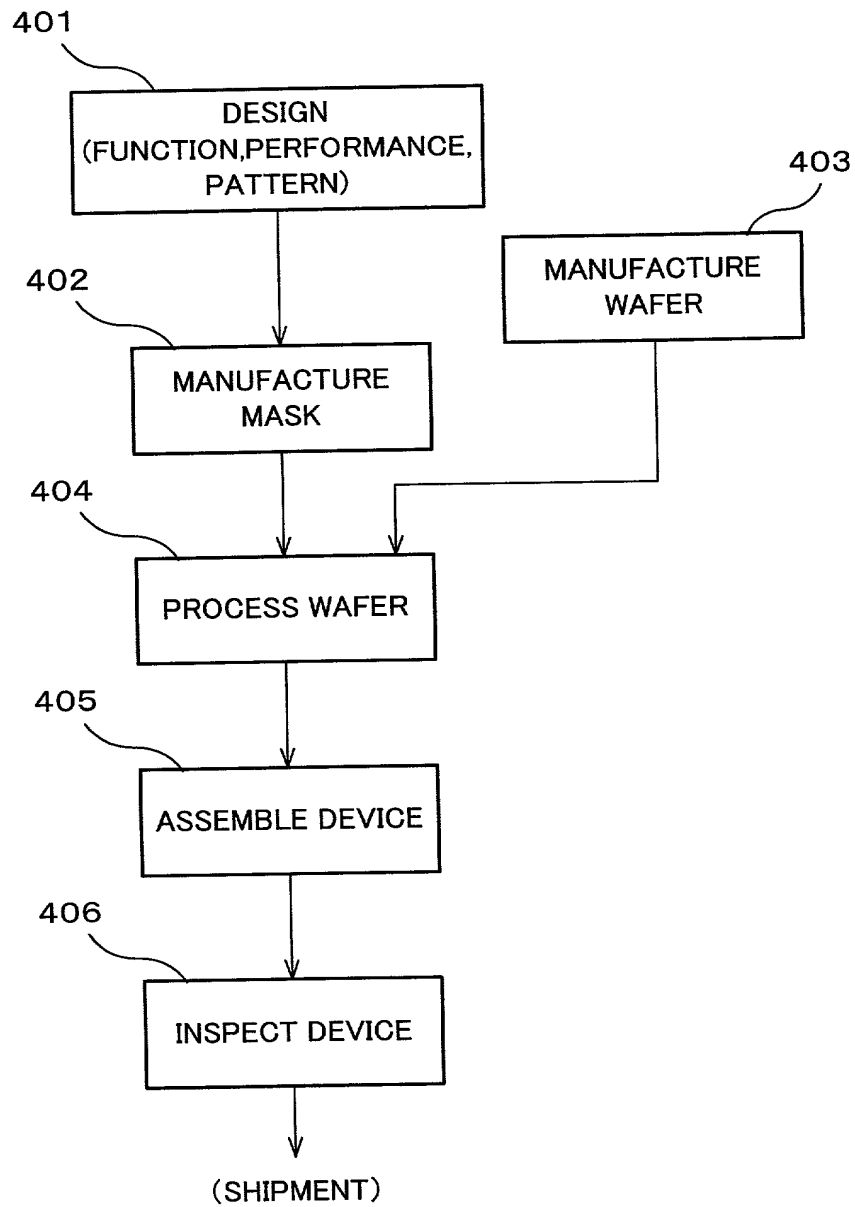 401
DESIGN
(FUNCTION,PERFORMANCE,
PATTERN)
403
MANUFACTURE
WAFER
402
MANUFACTURE
MASK
404
PROCESS WAFER
405
ASSEMBLE DEVICE
406
INSPECT DEVICE
(SHIPMENT)